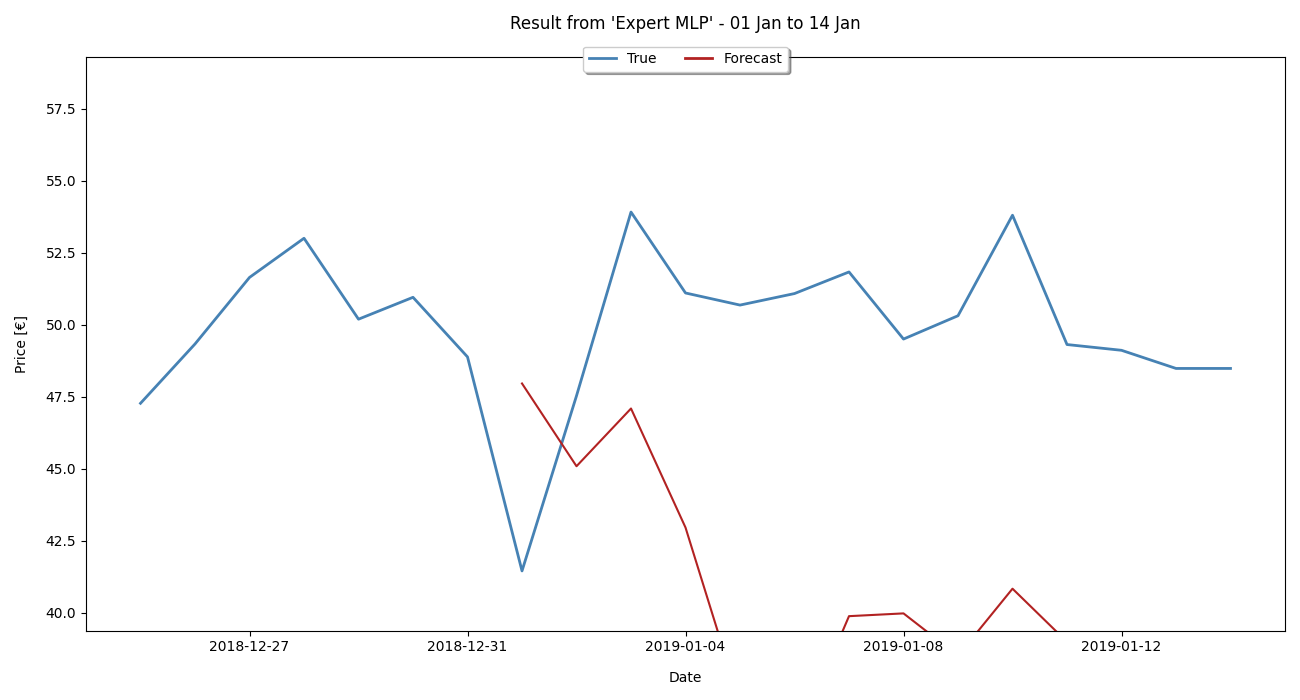 Result from 'Expert MLP' - 01 Jan to 14 Jan
True Forecast
57.5
55.0
52.5
50.0
47.5
45.0
42.5
40.0
Price [€]
2018-12-27 2018-12-31 2019-01-04 2019-01-08 2019-01-12
Date